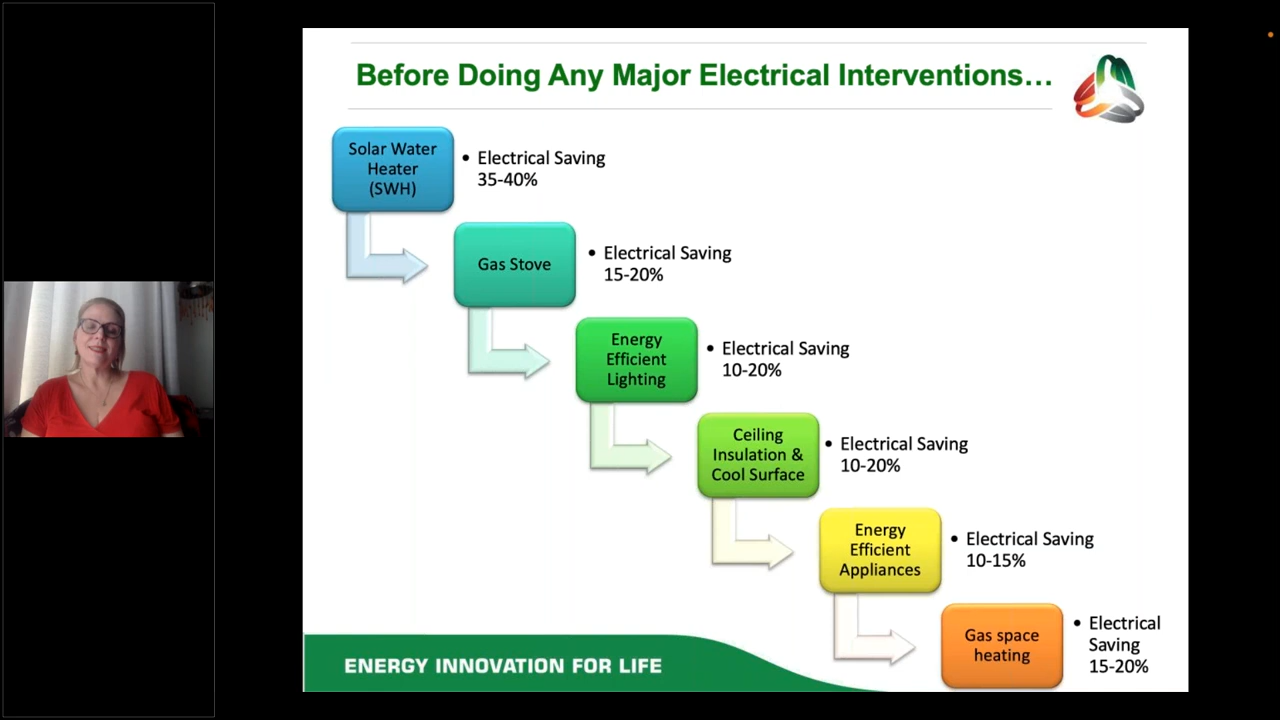 Before Doing Any Major Electrical Interventions...
Solar Water
Heater
(SWH)
• Electrical Saving
35-40%
Gas Stove
• Electrical Saving
15-20%
Energy
Efficient
Lighting
• Electrical Saving
10-20%
Ceiling
Insulation &
Cool Surface
• Electrical Saving
10-20%
Energy
Efficient
Appliances
• Electrical Saving
10-15%
Gas space
heating
• Electrical
Saving
15-20%
ENERGY INNOVATION FOR LIFE